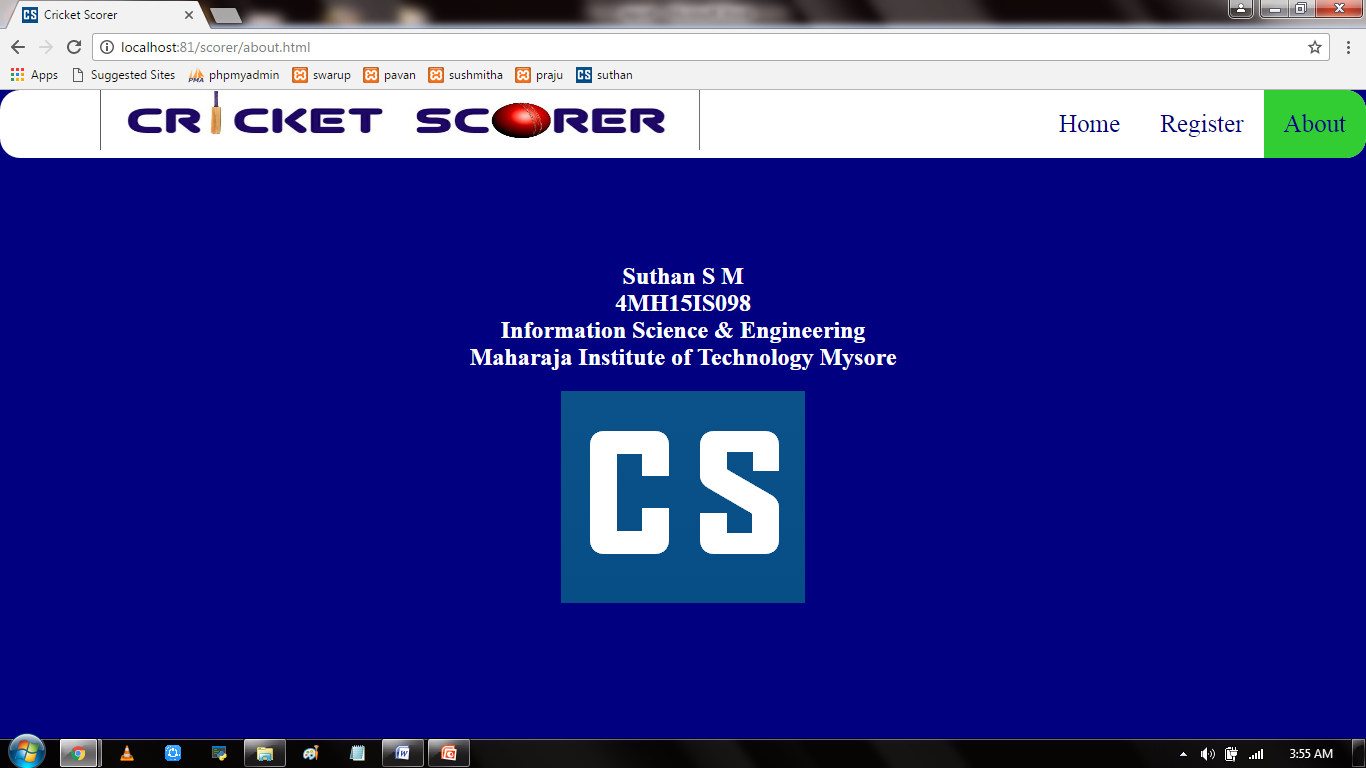 Cricket Scorer
localhost:81/scorer/about.html
Apps Suggested Sites phpmyadmin swarup pavan sushmitha praju suthan
CRICKET SCORER
Home Register About
Suthan S M
4MH15IS098
Information Science & Engineering
Maharaja Institute of Technology Mysore
CS
3:55 AM